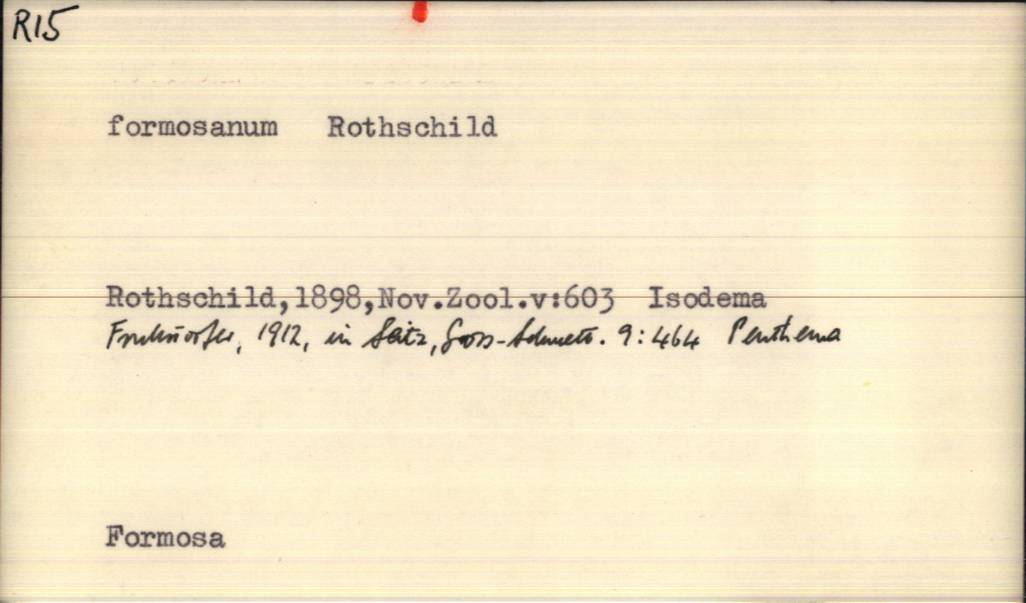 R15
formosanum Rothschild
Rothschild,1898,Nov.Zool.v:603 Isodema
Fruhstorfer, 1912, in Seitz, Gross-Schmett. 9:464 Penthema
Formosa